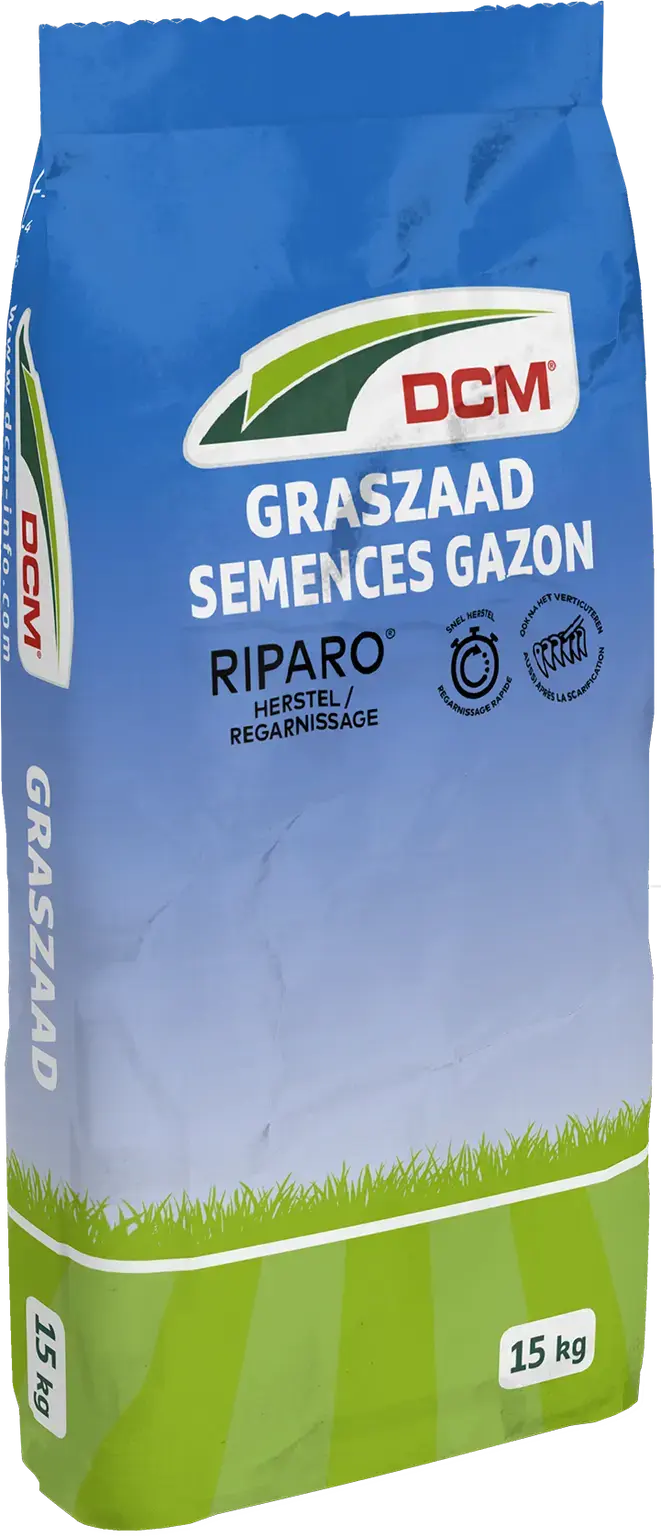 DCM®
GRASZAAD
SEMENCES GAZON
RIPARO®
HERSTEL/
REGARNISSAGE
SNEL HERSTEL
REGARNISSAGE RAPIDE
OOK NA HET VERTICUTEREN
AUSSI APRÈS LA SCARIFICATION
15 kg
www.dcm-info.com
DCM®
GRASZAAD
15 kg